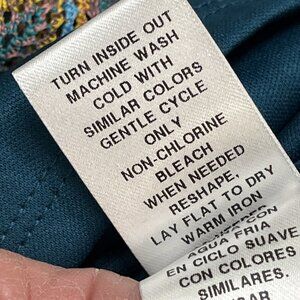 TURN INSIDE OUT
MACHINE WASH
COLD WITH
SIMILAR COLORS
GENTLE CYCLE
ONLY
NON-CHLORINE
BLEACH
WHEN NEEDED
RESHAPE.
LAY FLAT TO DRY
WARM IRON
AGUA FRIA
EN CICLO SUAVE
CON COLORES
SIMILARES.